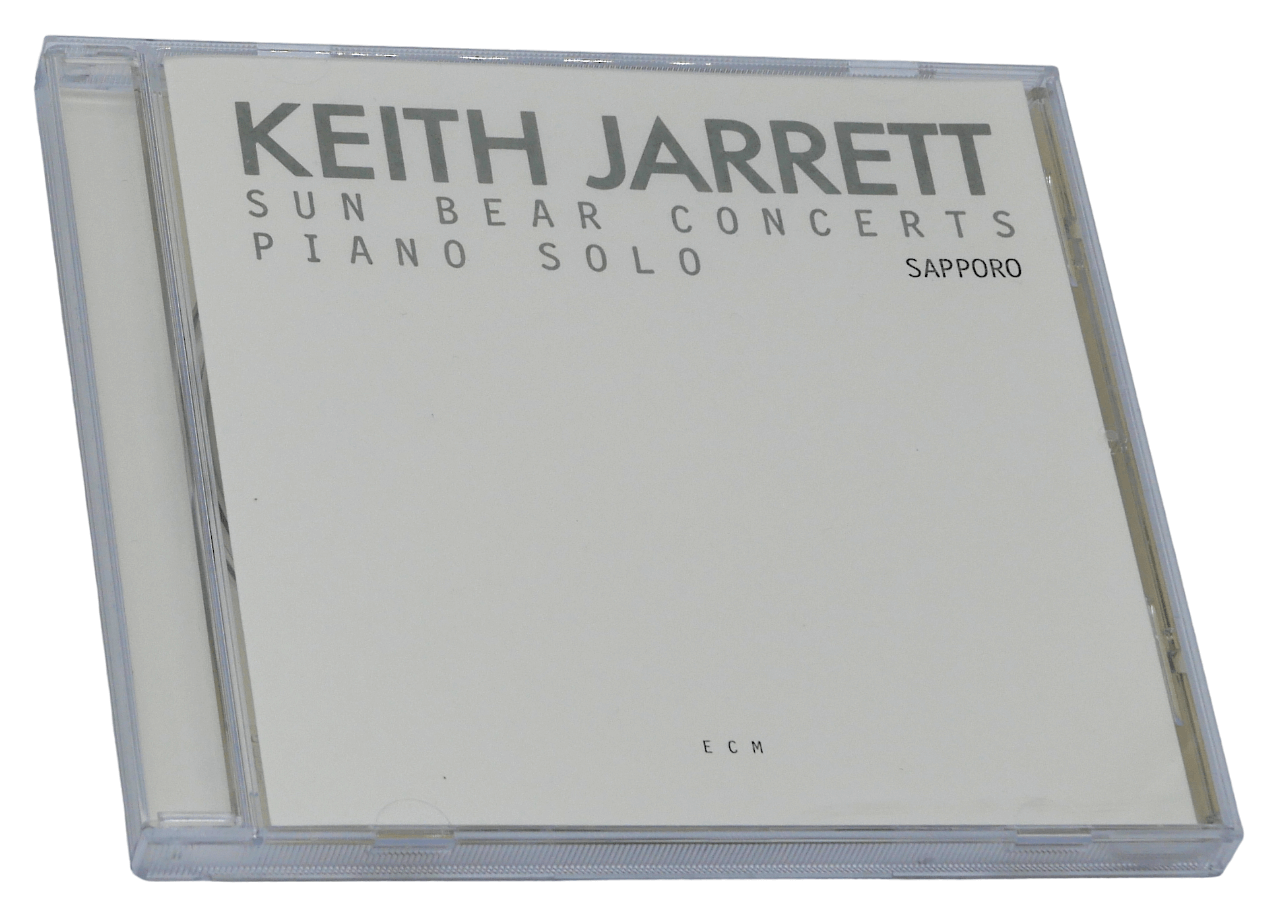 KEITH JARRETT
SUN BEAR CONCERTS
PIANO SOLO
SAPPORO
ECM